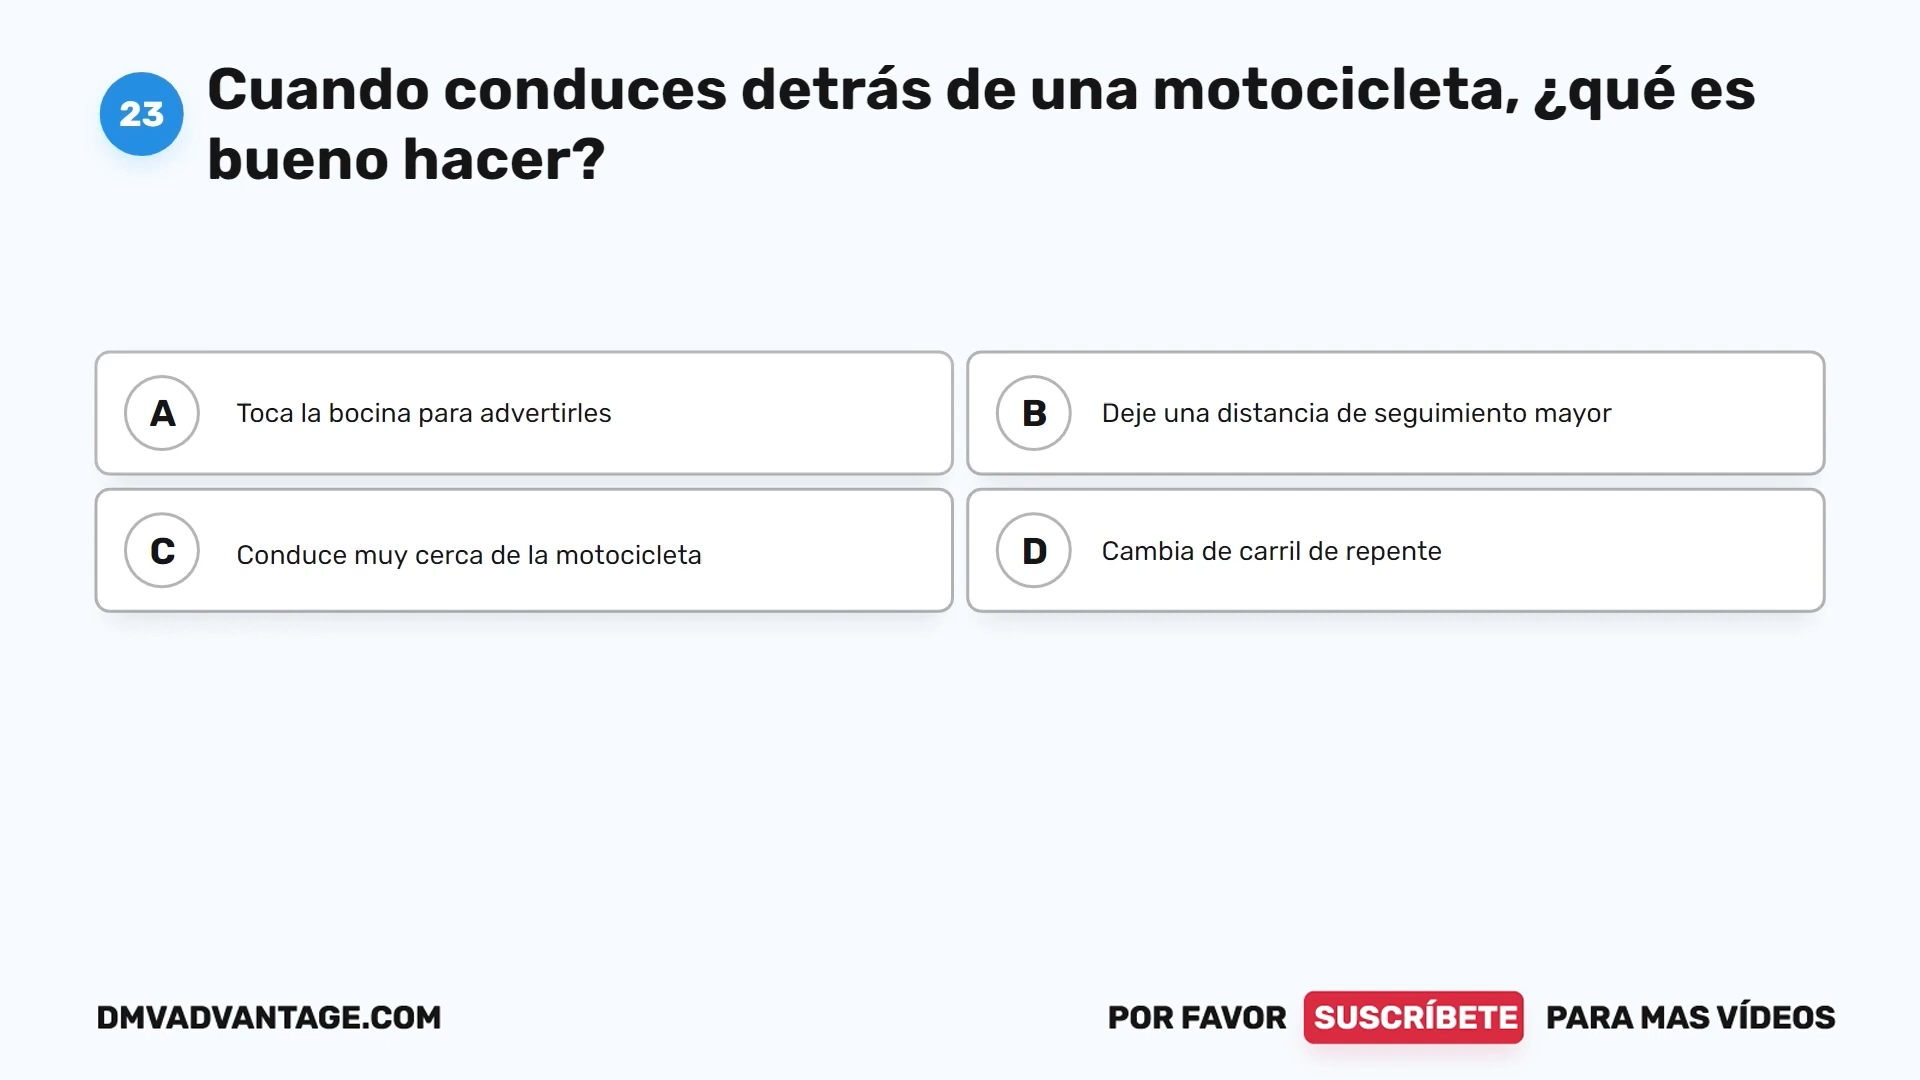 23
Cuando conduces detrás de una motocicleta, ¿qué es
bueno hacer?
A
Toca la bocina para advertirles
B
Deje una distancia de seguimiento mayor
C
Conduce muy cerca de la motocicleta
D
Cambia de carril de repente
DMVADVANTAGE.COM
POR FAVOR SUSCRÍBETE PARA MAS VÍDEOS